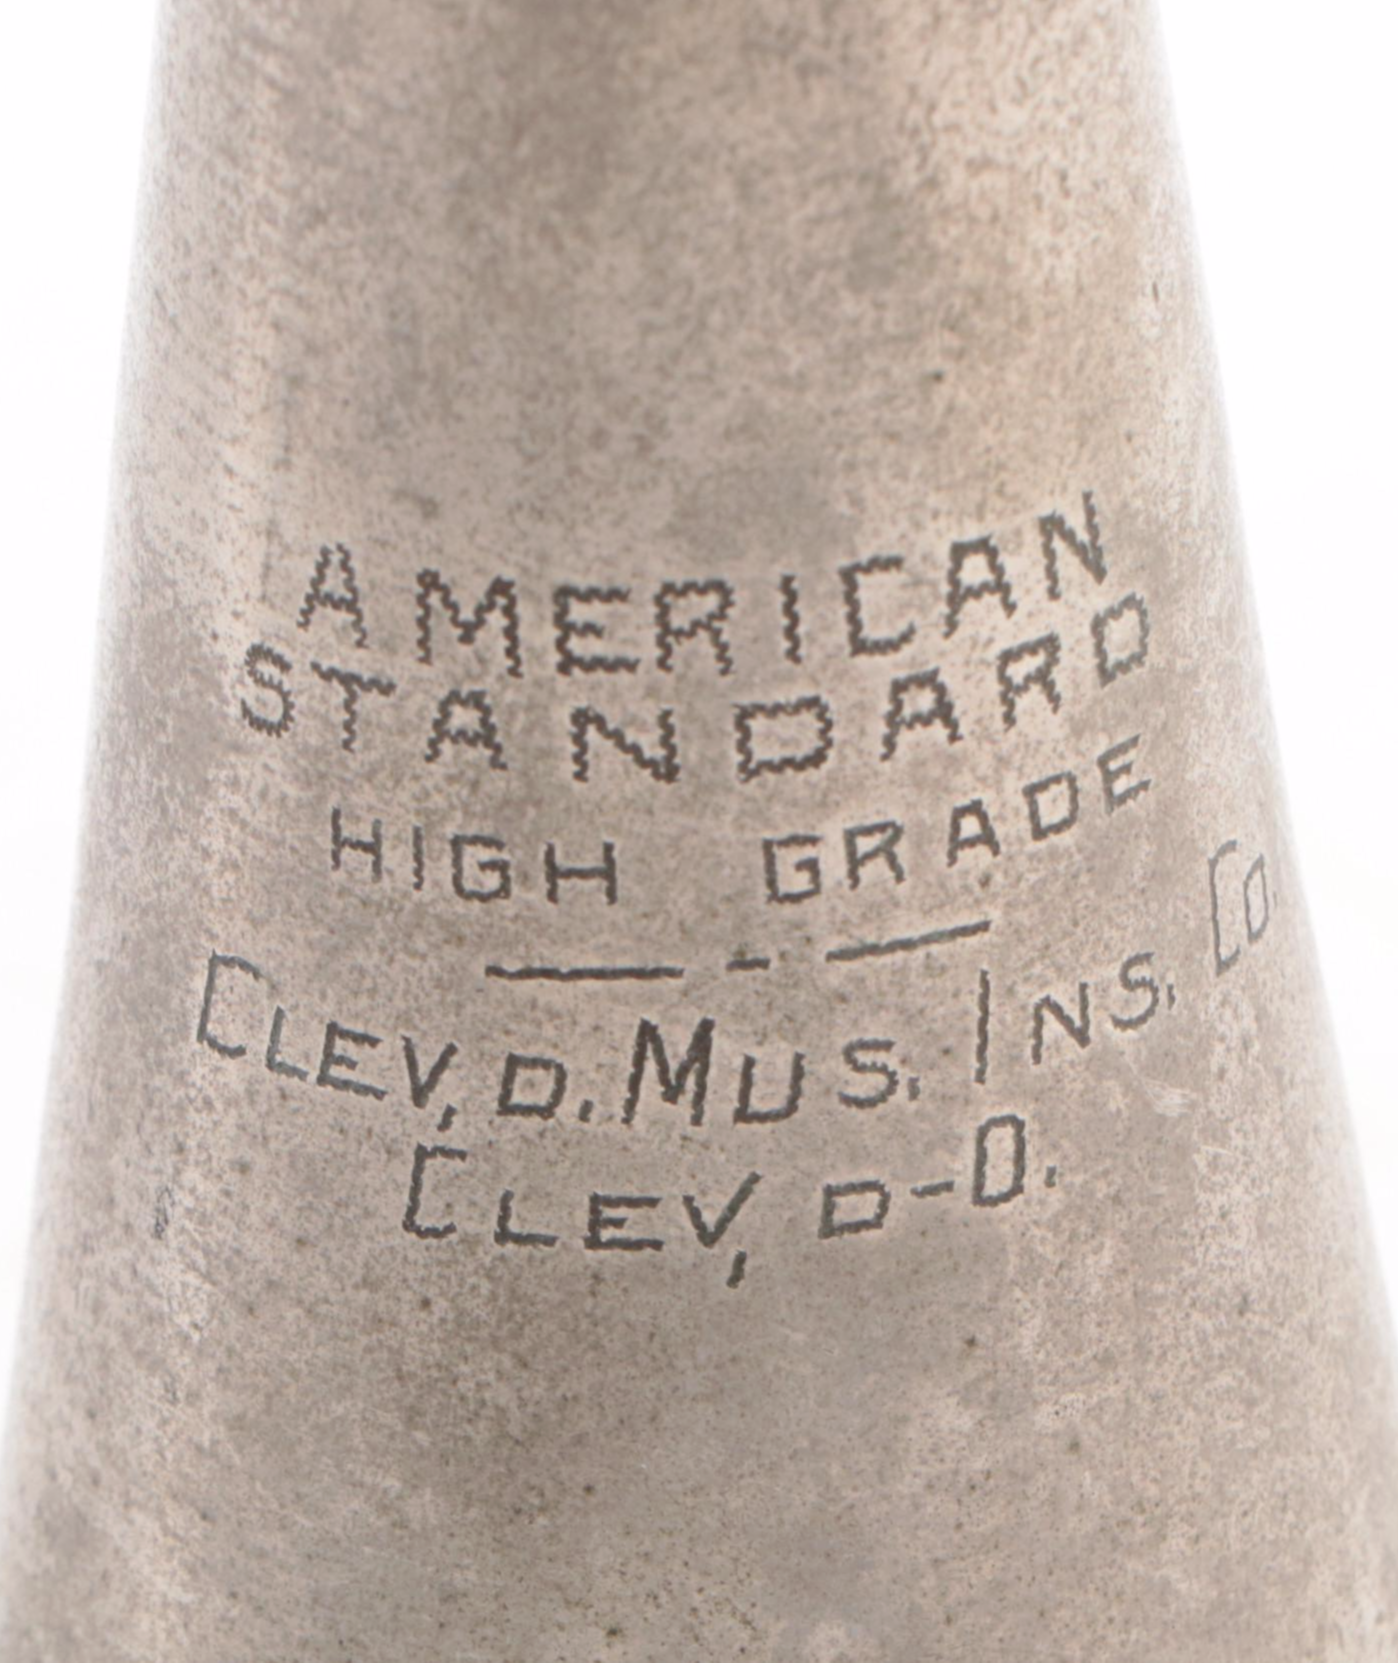 AMERICAN
STANDARD
HIGH GRADE
— - —
CLEV,D. MUS. INS. CO.
CLEV,D-O.